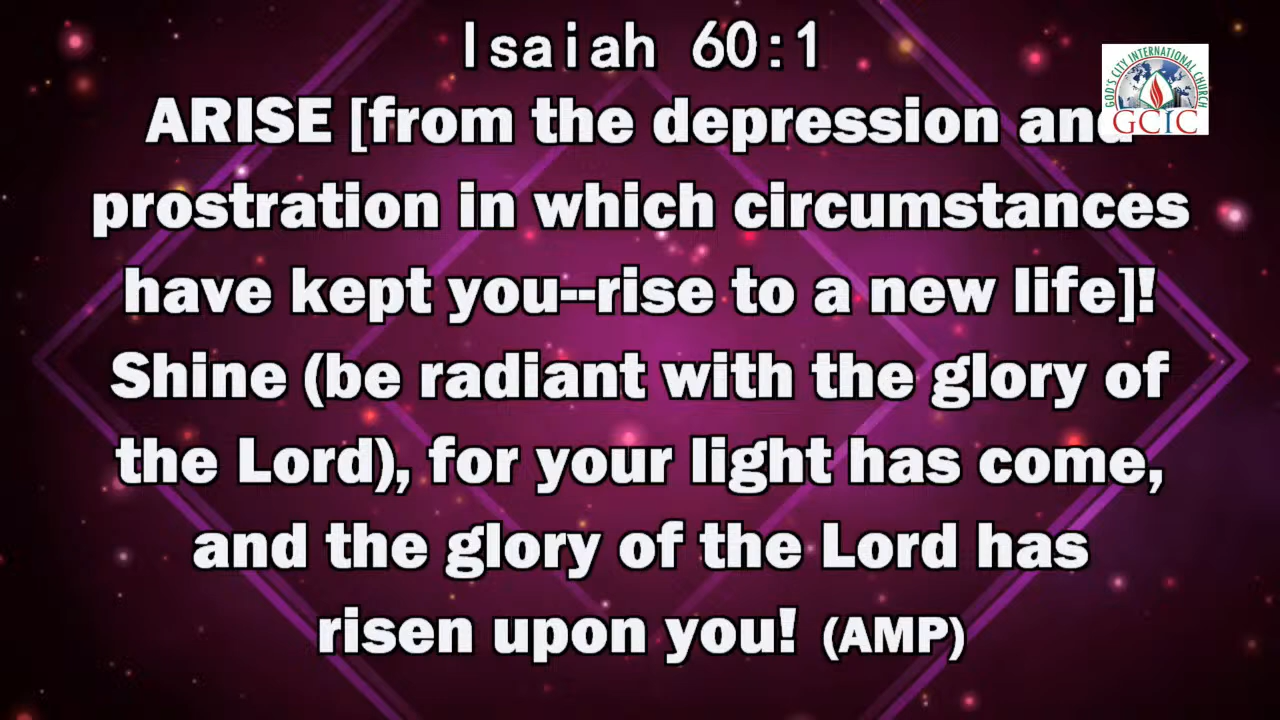 Isaiah 60:1
ARISE [from the depression and
prostration in which circumstances
have kept you--rise to a new life]!
Shine (be radiant with the glory of
the Lord), for your light has come,
and the glory of the Lord has
risen upon you! (AMP)
GOD'S CITY INTERNATIONAL CHURCH
GCIC